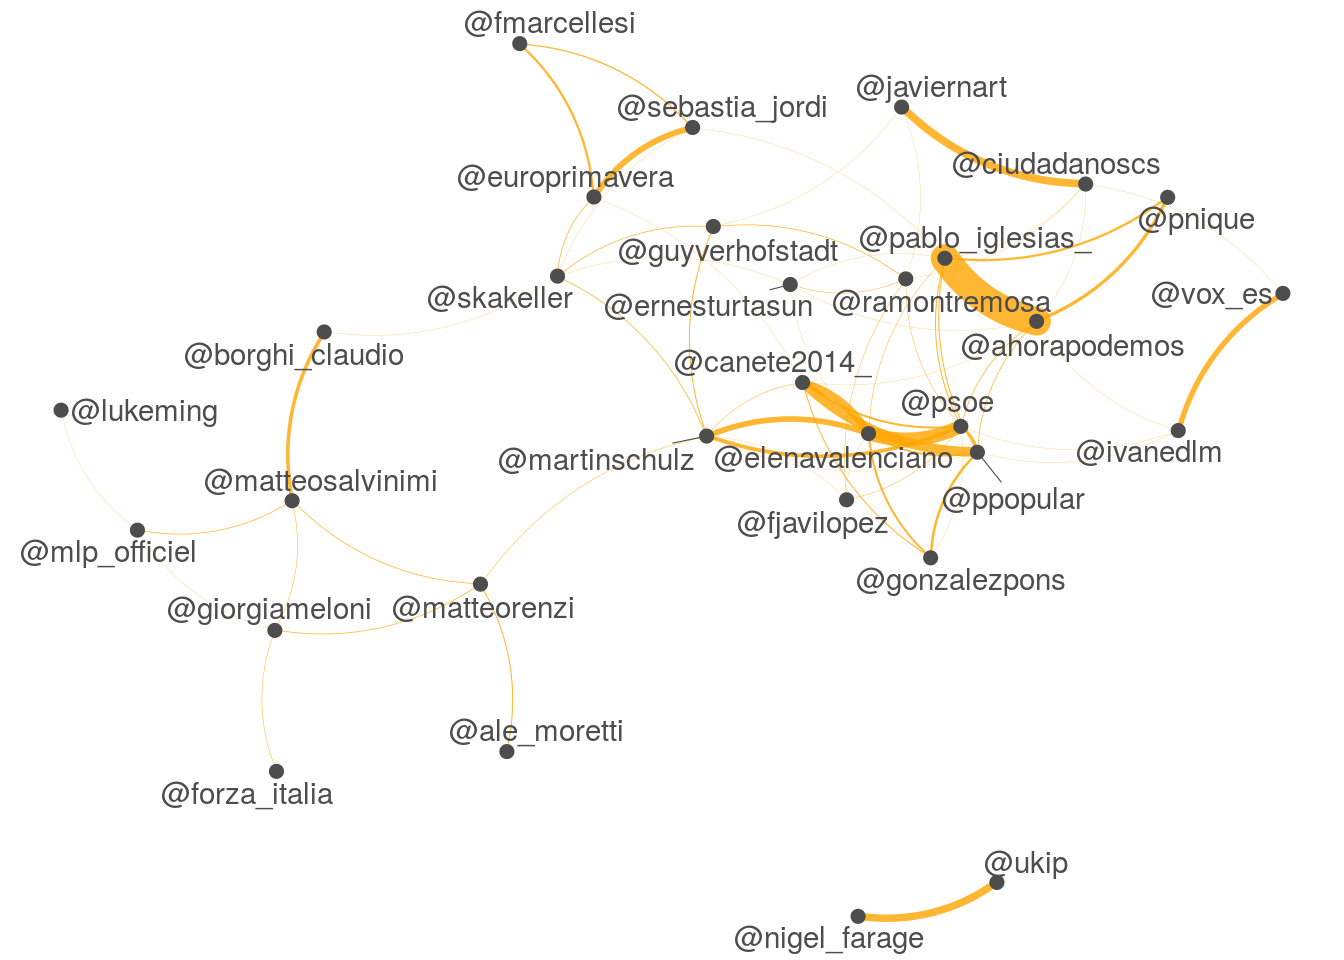 @fmarcellesi
@javiernart
@sebastia_jordi
@ciudadanoscs
@europrimavera
@pnique
@pablo_iglesias_
@guyverhofstadt
@skakeller
@vox_es
@ernesturtasun
@ramontremosa
@ahorapodemos
@borghi_claudio
@canete2014_
@psoe
@lukeming
@martinschulz
@elenavalenciano
@ivanedlm
@matteosalvinimi
@ppopular
@fjavilopez
@mlp_officiel
@gonzalezpons
@giorgiameloni
@matteorenzi
@ale_moretti
@forza_italia
@ukip
@nigel_farage